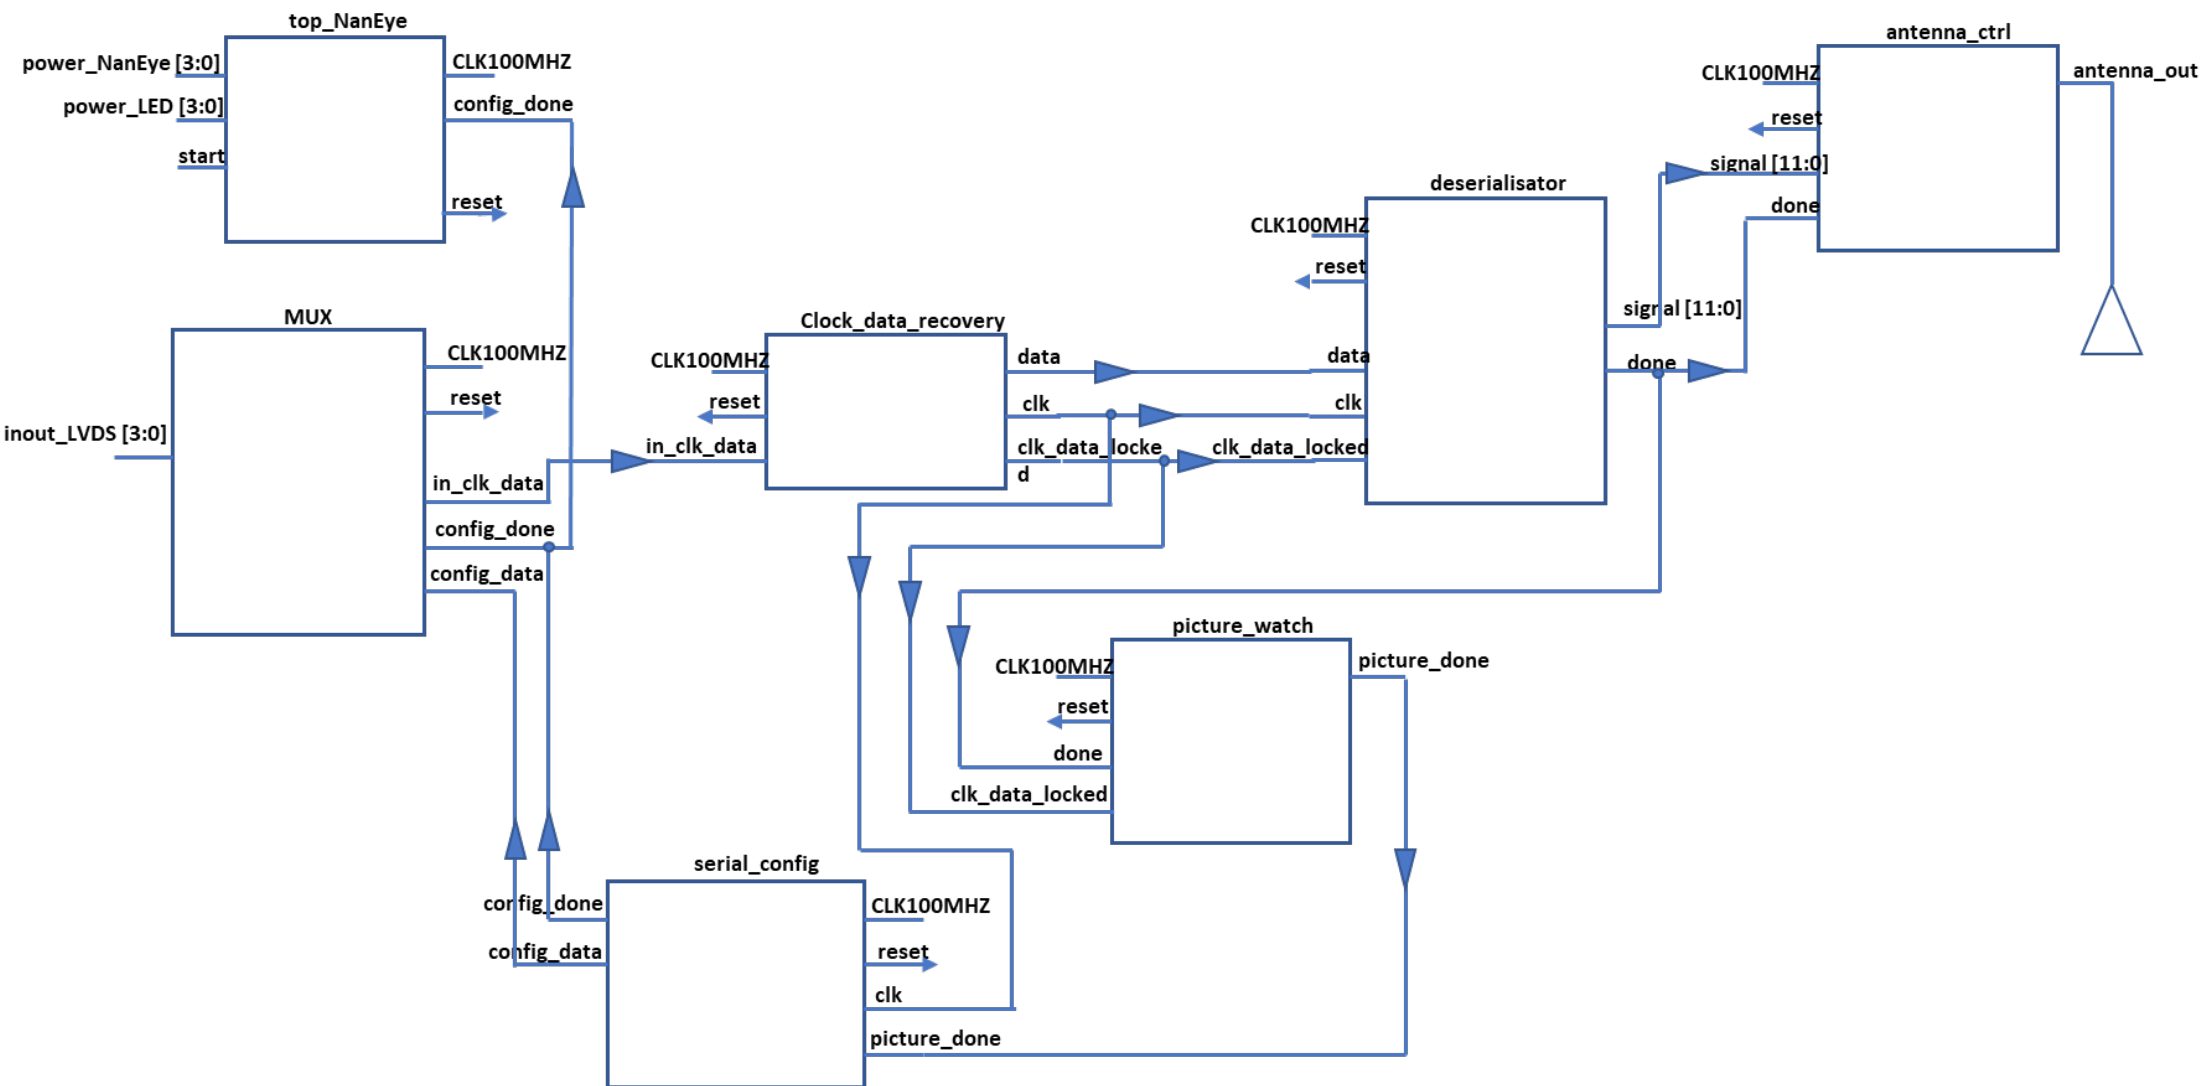 top_NanEye
power_NanEye [3:0]
power_LED [3:0]
start
CLK100MHZ
config_done
reset
MUX
inout_LVDS [3:0]
CLK100MHZ
reset
in_clk_data
config_done
config_data
Clock_data_recovery
CLK100MHZ
reset
in_clk_data
data
clk
clk_data_locke
d
deserialisator
CLK100MHZ
reset
data
clk
clk_data_locked
signal [11:0]
done
antenna_ctrl
CLK100MHZ
reset
signal [11:0]
done
antenna_out
picture_watch
CLK100MHZ
reset
done
clk_data_locked
picture_done
serial_config
config_done
config_data
CLK100MHZ
reset
clk
picture_done